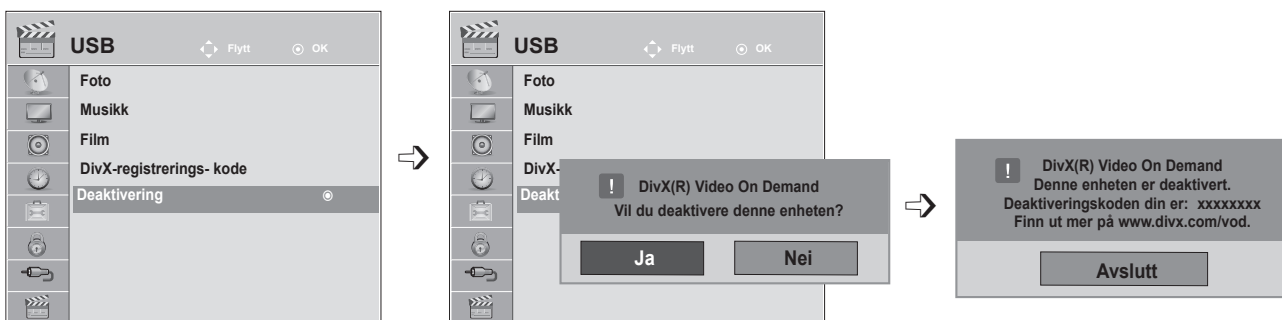 USB Flytt OK
Foto
Musikk
Film
DivX-registrerings- kode
Deaktivering
USB Flytt OK
Foto
Musikk
Film
DivX-
Deakt
! DivX(R) Video On Demand
Vil du deaktivere denne enheten?
Ja Nei
! DivX(R) Video On Demand
Denne enheten er deaktivert.
Deaktiveringskoden din er: xxxxxxxx
Finn ut mer på www.divx.com/vod.
Avslutt